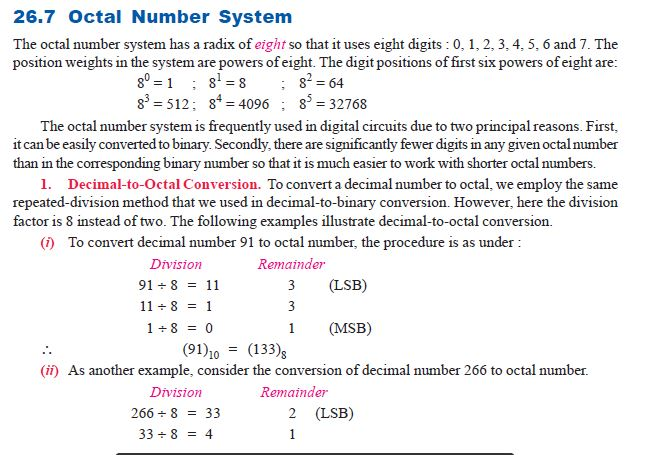 26.7 Octal Number System
The octal number system has a radix of eight so that it uses eight digits : 0, 1, 2, 3, 4, 5, 6 and 7. The
position weights in the system are powers of eight. The digit positions of first six powers of eight are:
8⁰ = 1 ; 8¹ = 8 ; 8² = 64
8³ = 512 ; 8⁴ = 4096 ; 8⁵ = 32768
The octal number system is frequently used in digital circuits due to two principal reasons. First,
it can be easily converted to binary. Secondly, there are significantly fewer digits in any given octal number
than in the corresponding binary number so that it is much easier to work with shorter octal numbers.
1. Decimal-to-Octal Conversion. To convert a decimal number to octal, we employ the same
repeated-division method that we used in decimal-to-binary conversion. However, here the division
factor is 8 instead of two. The following examples illustrate decimal-to-octal conversion.
(i) To convert decimal number 91 to octal number, the procedure is as under :
Division Remainder
91 ÷ 8 = 11 3 (LSB)
11 ÷ 8 = 1 3
1 ÷ 8 = 0 1 (MSB)
∴ (91)₁₀ = (133)₈
(ii) As another example, consider the conversion of decimal number 266 to octal number.
Division Remainder
266 ÷ 8 = 33 2 (LSB)
33 ÷ 8 = 4 1